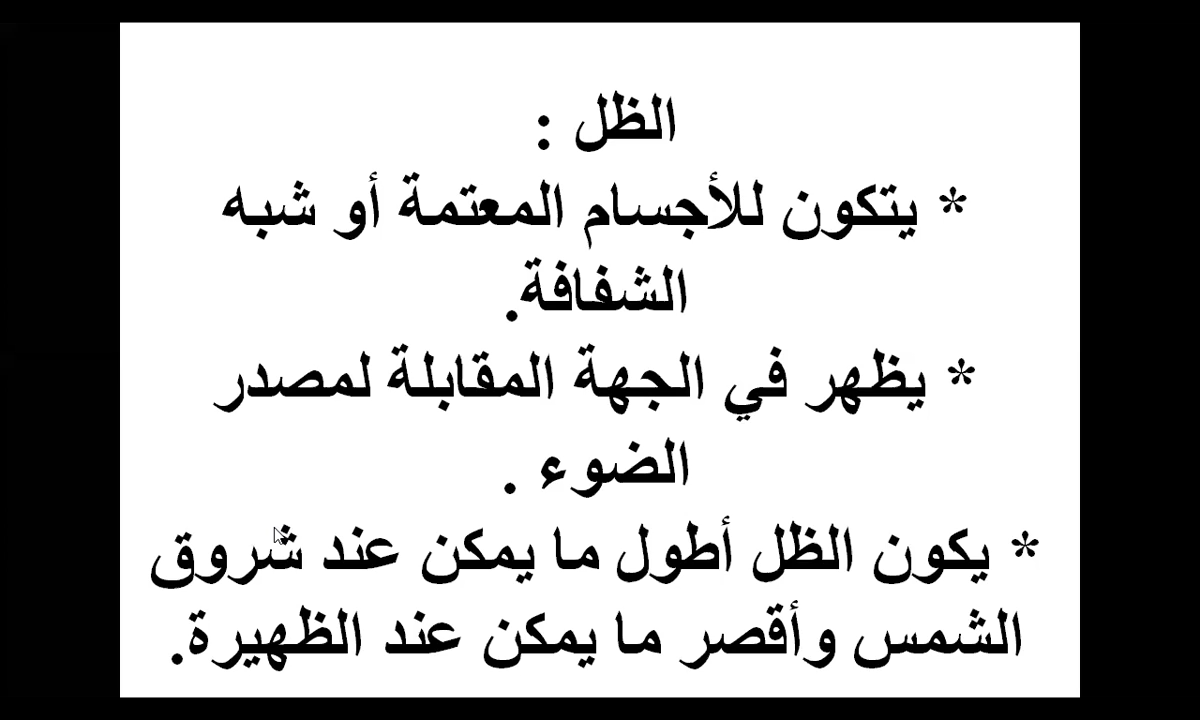 الظل :
* يتكون للأجسام المعتمة أو شبه
الشفافة.
* يظهر في الجهة المقابلة لمصدر
الضوء .
* يكون الظل أطول ما يمكن عند شروق
الشمس وأقصر ما يمكن عند الظهيرة.